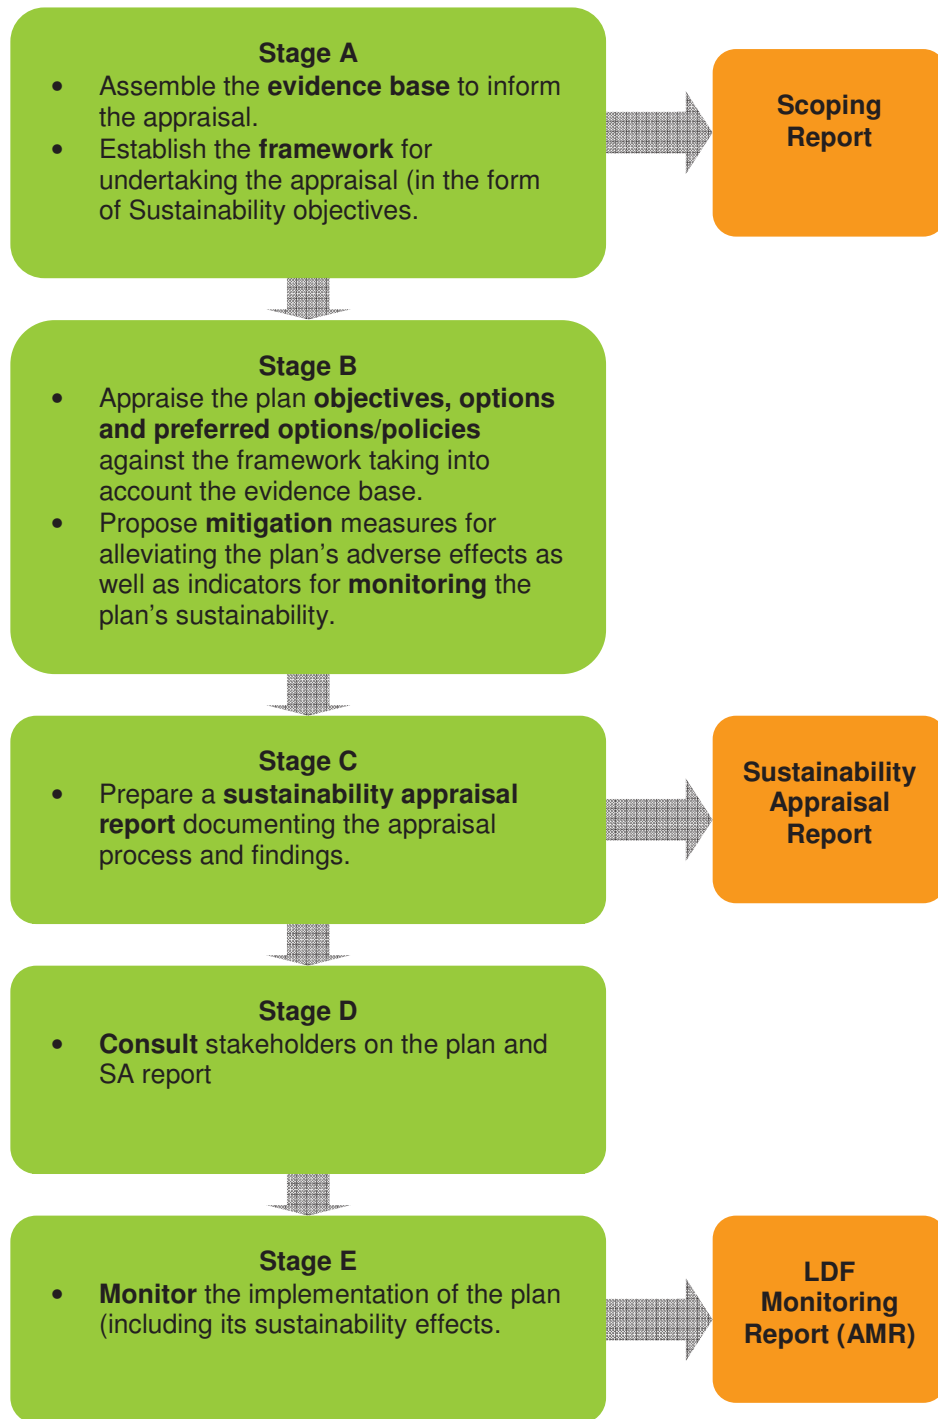 Stage A
• Assemble the evidence base to inform
the appraisal.
• Establish the framework for
undertaking the appraisal (in the form
of Sustainability objectives.
Scoping
Report
Stage B
• Appraise the plan objectives, options
and preferred options/policies
against the framework taking into
account the evidence base.
• Propose mitigation measures for
alleviating the plan’s adverse effects as
well as indicators for monitoring the
plan’s sustainability.
Stage C
• Prepare a sustainability appraisal
report documenting the appraisal
process and findings.
Sustainability
Appraisal
Report
Stage D
• Consult stakeholders on the plan and
SA report
Stage E
• Monitor the implementation of the plan
(including its sustainability effects.
LDF
Monitoring
Report (AMR)